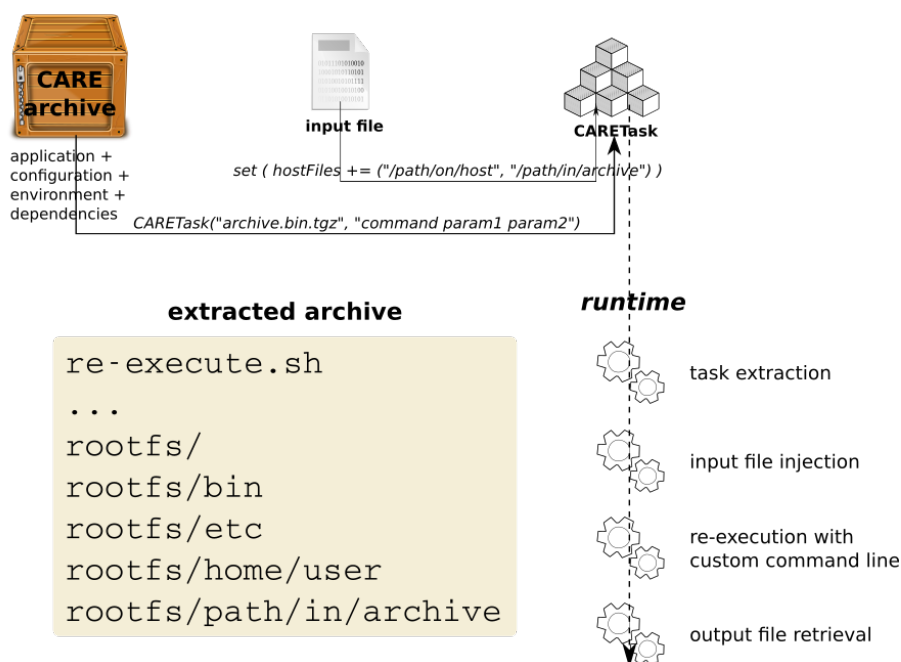 CARE
archive
application +
configuration +
environment +
dependencies
input file
CARETask
set ( hostFiles += ("/path/on/host", "/path/in/archive") )
CARETask("archive.bin.tgz", "command param1 param2")
extracted archive
re-execute.sh
...
rootfs/
rootfs/bin
rootfs/etc
rootfs/home/user
rootfs/path/in/archive
runtime
task extraction
input file injection
re-execution with
custom command line
output file retrieval